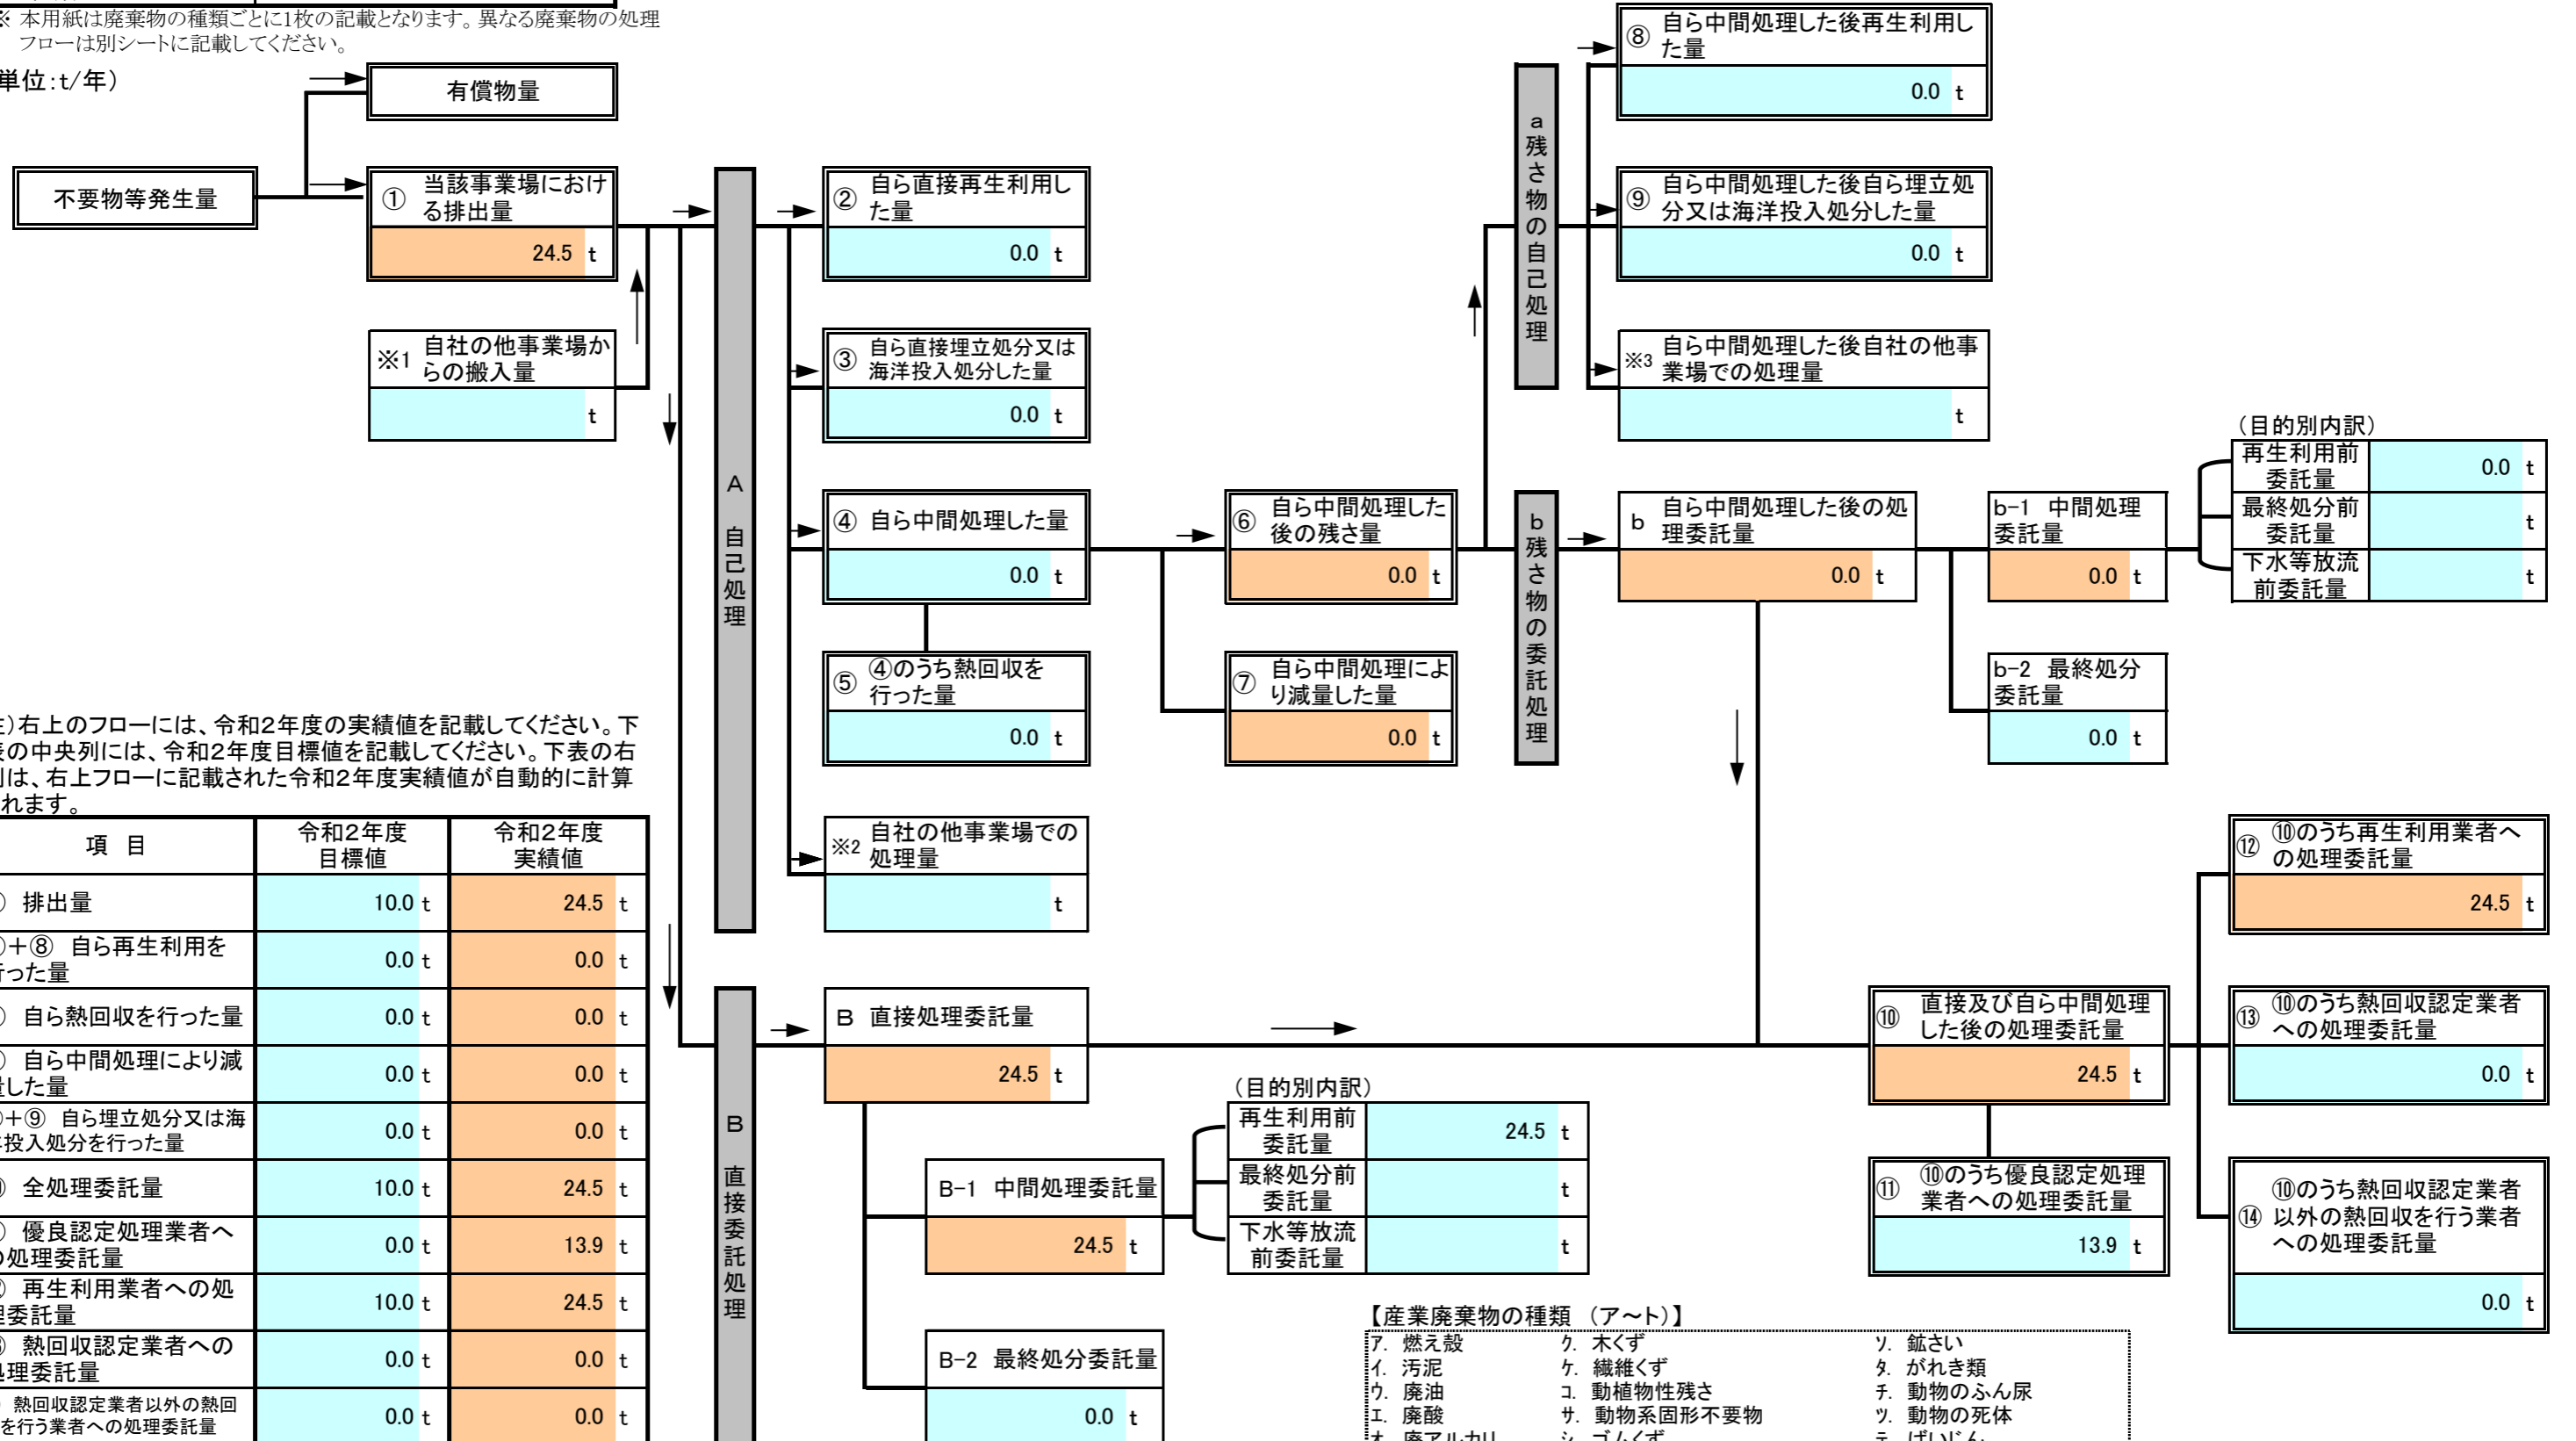 ※ 本用紙は廃棄物の種類ごとに1枚の記載となります。異なる廃棄物の処理
フローは別シートに記載してください。
単位：t/年）
有償物量
不要物等発生量
① 当該事業場におけ
る排出量
24.5 t
※1 自社の他事業場か
らの搬入量
t
A 自己処理
② 自ら直接再生利用し
た量
0.0 t
③ 自ら直接埋立処分又は
海洋投入処分した量
0.0 t
④ 自ら中間処理した量
0.0 t
⑤ ④のうち熱回収を
行った量
0.0 t
※2 自社の他事業場での
処理量
t
⑥ 自ら中間処理した
後の残さ量
0.0 t
⑦ 自ら中間処理によ
り減量した量
0.0 t
a 残さ物の自己処理
⑧ 自ら中間処理した後再生利用し
た量
0.0 t
⑨ 自ら中間処理した後自ら埋立処
分又は海洋投入処分した量
0.0 t
※3 自ら中間処理した後自社の他事
業場での処理量
t
b 残さ物の委託処理
b 自ら中間処理した後の処
理委託量
0.0 t
b-1 中間処理
委託量
0.0 t
b-2 最終処分
委託量
0.0 t
（目的別内訳）
再生利用前
委託量
0.0 t
最終処分前
委託量
t
下水等放流
前委託量
t
）右上のフローには、令和2年度の実績値を記載してください。下
の中央列には、令和2年度目標値を記載してください。下表の右
は、右上フローに記載された令和2年度実績値が自動的に計算
れます。
項 目
令和2年度
目標値
令和2年度
実績値
排出量
10.0 t
24.5 t
＋⑧ 自ら再生利用を
った量
0.0 t
0.0 t
自ら熱回収を行った量
0.0 t
0.0 t
自ら中間処理により減
した量
0.0 t
0.0 t
＋⑨ 自ら埋立処分又は海
投入処分を行った量
0.0 t
0.0 t
全処理委託量
10.0 t
24.5 t
優良認定処理業者へ
の処理委託量
0.0 t
13.9 t
再生利用業者への処
委託量
10.0 t
24.5 t
熱回収認定業者への
処理委託量
0.0 t
0.0 t
熱回収認定業者以外の熱回
を行う業者への処理委託量
0.0 t
0.0 t
B 直接委託処理
B 直接処理委託量
24.5 t
B-1 中間処理委託量
24.5 t
B-2 最終処分委託量
0.0 t
（目的別内訳）
再生利用前
委託量
24.5 t
最終処分前
委託量
t
下水等放流
前委託量
t
⑩ 直接及び自ら中間処理
した後の処理委託量
24.5 t
⑪ ⑩のうち優良認定処理
業者への処理委託量
13.9 t
⑫ ⑩のうち再生利用業者へ
の処理委託量
24.5 t
⑬ ⑩のうち熱回収認定業者
への処理委託量
0.0 t
⑭ ⑩のうち熱回収認定業者
以外の熱回収を行う業者
への処理委託量
0.0 t
【産業廃棄物の種類 （ア～ト）】
ｱ. 燃え殻 ｸ. 木くず ｿ. 鉱さい
ｲ. 汚泥 ｹ. 繊維くず ﾀ. がれき類
ｳ. 廃油 ｺ. 動植物性残さ ﾁ. 動物のふん尿
ｴ. 廃酸 ｻ. 動物系固形不要物 ﾂ. 動物の死体
ｵ. 廃アルカリ ｼ. ゴムくず ﾃ. ばいじん